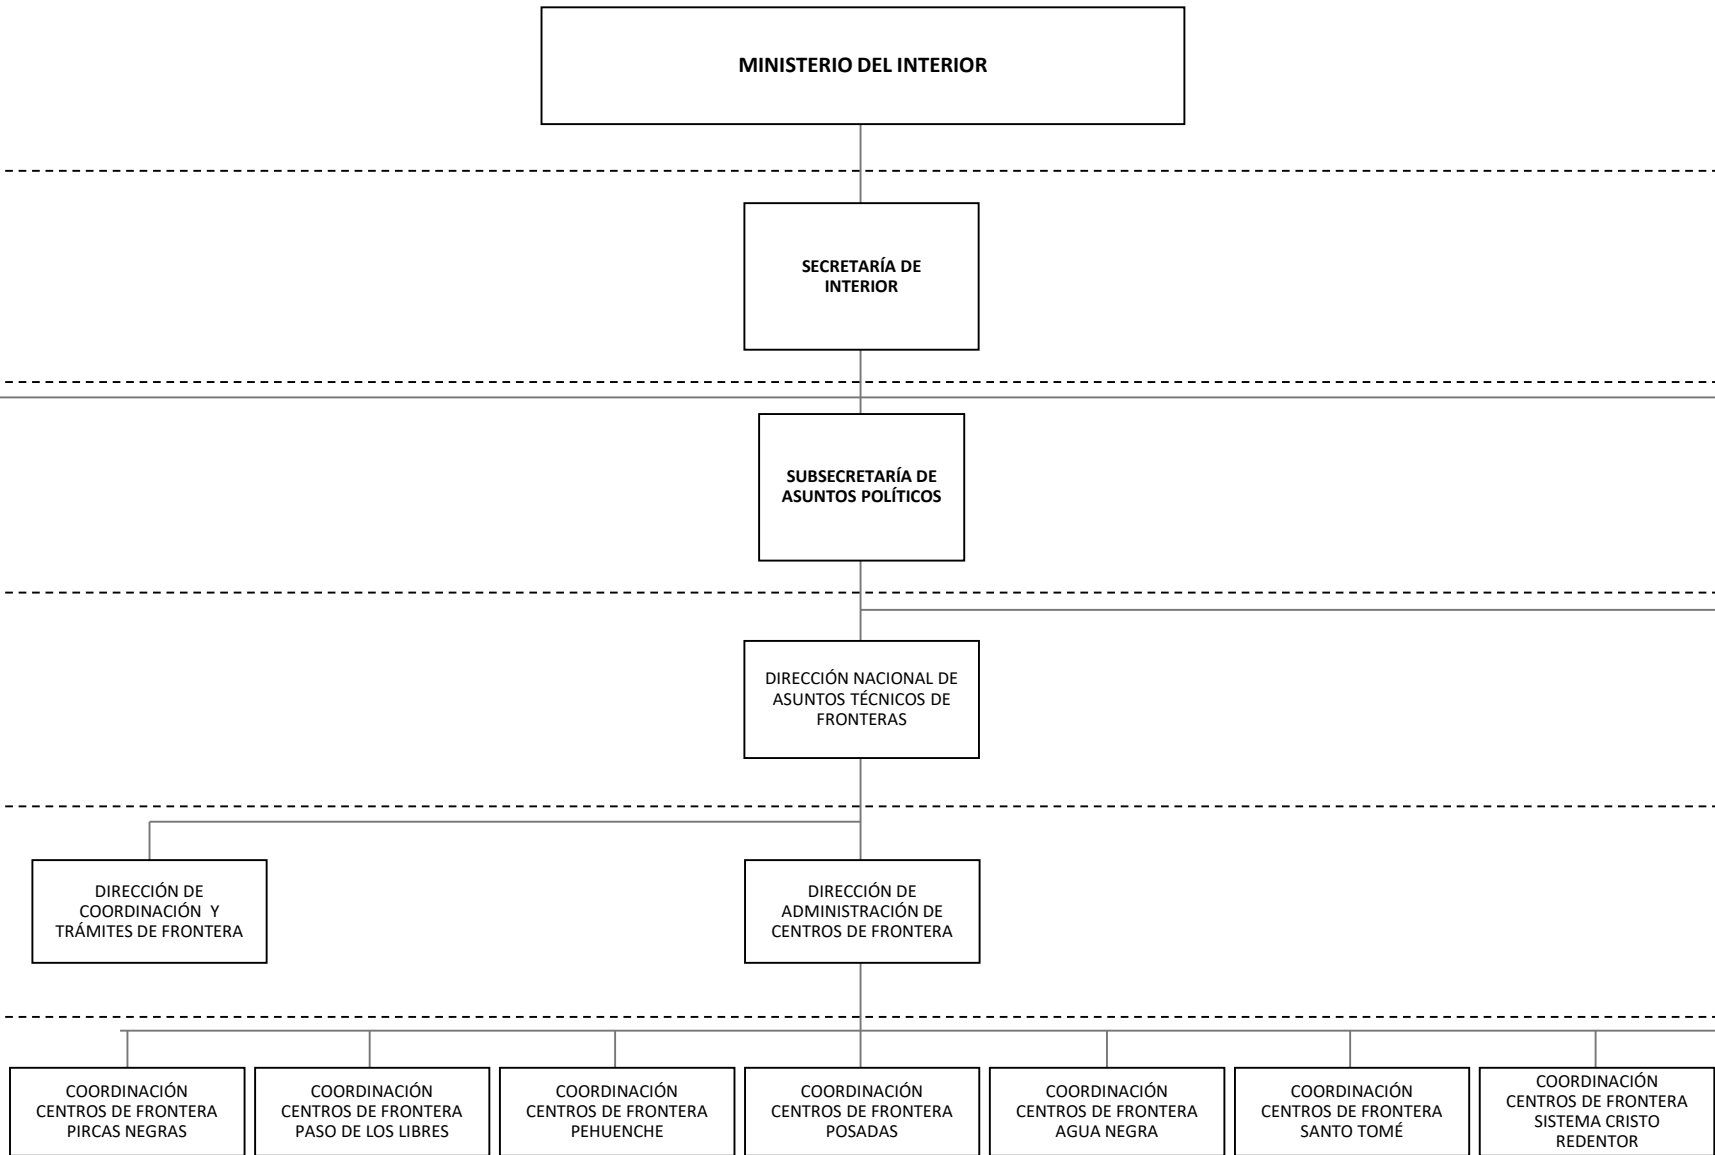 MINISTERIO DEL INTERIOR
SECRETARÍA DE
INTERIOR
SUBSECRETARÍA DE
ASUNTOS POLÍTICOS
DIRECCIÓN NACIONAL DE
ASUNTOS TÉCNICOS DE
FRONTERAS
DIRECCIÓN DE
COORDINACIÓN Y
TRÁMITES DE FRONTERA
DIRECCIÓN DE
ADMINISTRACIÓN DE
CENTROS DE FRONTERA
COORDINACIÓN
CENTROS DE FRONTERA
PIRCAS NEGRAS
COORDINACIÓN
CENTROS DE FRONTERA
PASO DE LOS LIBRES
COORDINACIÓN
CENTROS DE FRONTERA
PEHUENCHE
COORDINACIÓN
CENTROS DE FRONTERA
POSADAS
COORDINACIÓN
CENTROS DE FRONTERA
AGUA NEGRA
COORDINACIÓN
CENTROS DE FRONTERA
SANTO TOMÉ
COORDINACIÓN
CENTROS DE FRONTERA
SISTEMA CRISTO
REDENTOR